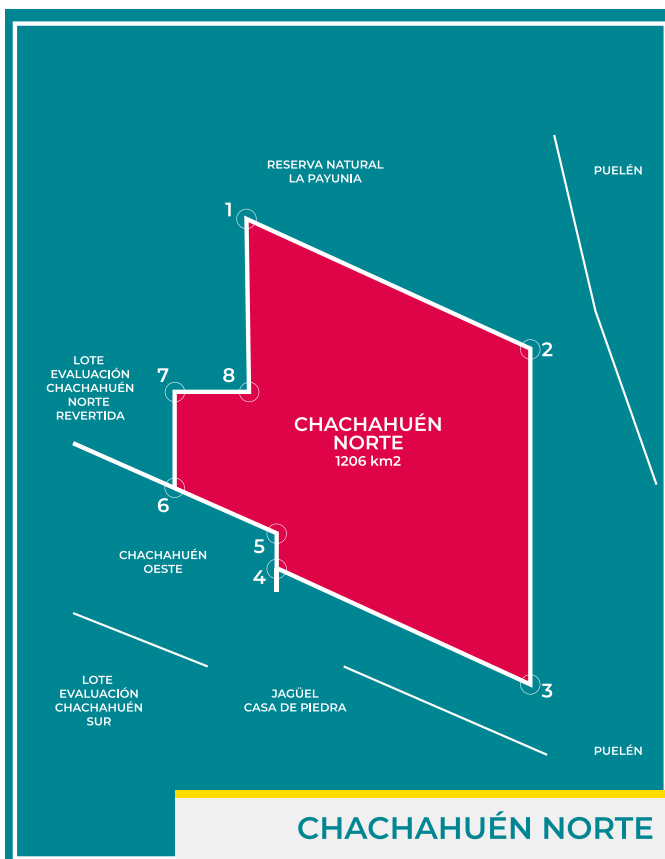 RESERVA NATURAL
LA PAYUNIA
PUELÉN
1
2
LOTE
EVALUACIÓN
CHACHAHUÉN
NORTE
REVERTIDA
7
8
CHACHAHUÉN
NORTE
1206 km2
6
5
CHACHAHUÉN
OESTE
4
LOTE
EVALUACIÓN
CHACHAHUÉN
SUR
JAGÜEL
CASA DE PIEDRA
3
PUELÉN
CHACHAHUÉN NORTE